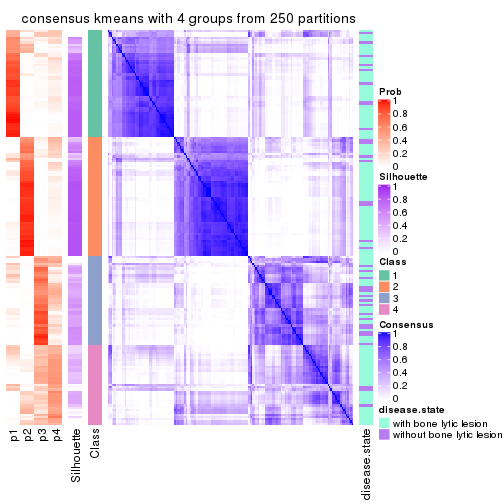 consensus kmeans with 4 groups from 250 partitions
p1
p2
p3
p4
Silhouette
Class
disease.state
Prob
1
0.8
0.6
0.4
0.2
0
Silhouette
1
0.8
0.6
0.4
0.2
0
Class
1
2
3
4
Consensus
1
0.8
0.6
0.4
0.2
0
disease.state
with bone lytic lesion
without bone lytic lesion